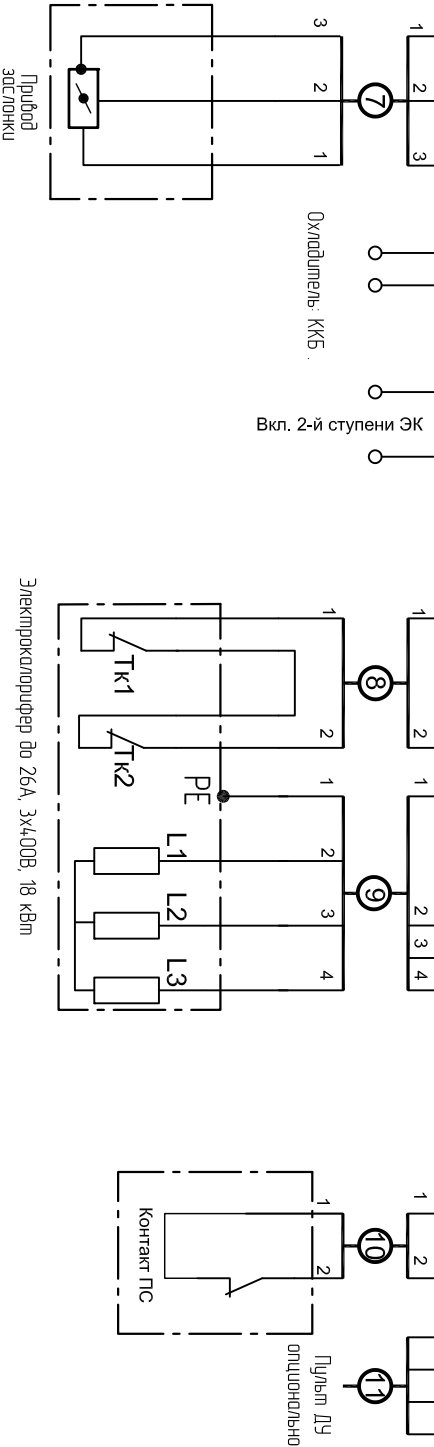 1 2 3
7
3 2 1
Привод
заслонки
Охладитель: ККБ .
Вкл. 2-й ступени ЭК
1 2
8
1 2
Тк1
Тк2
1 2 3 4
9
1 2 3 4
PE
L1
L2
L3
Электрокалорифер до 26А, 3х400В, 18 кВт
1 2
10
1 2
Контакт ПС
11
Пульт ДУ
опционально